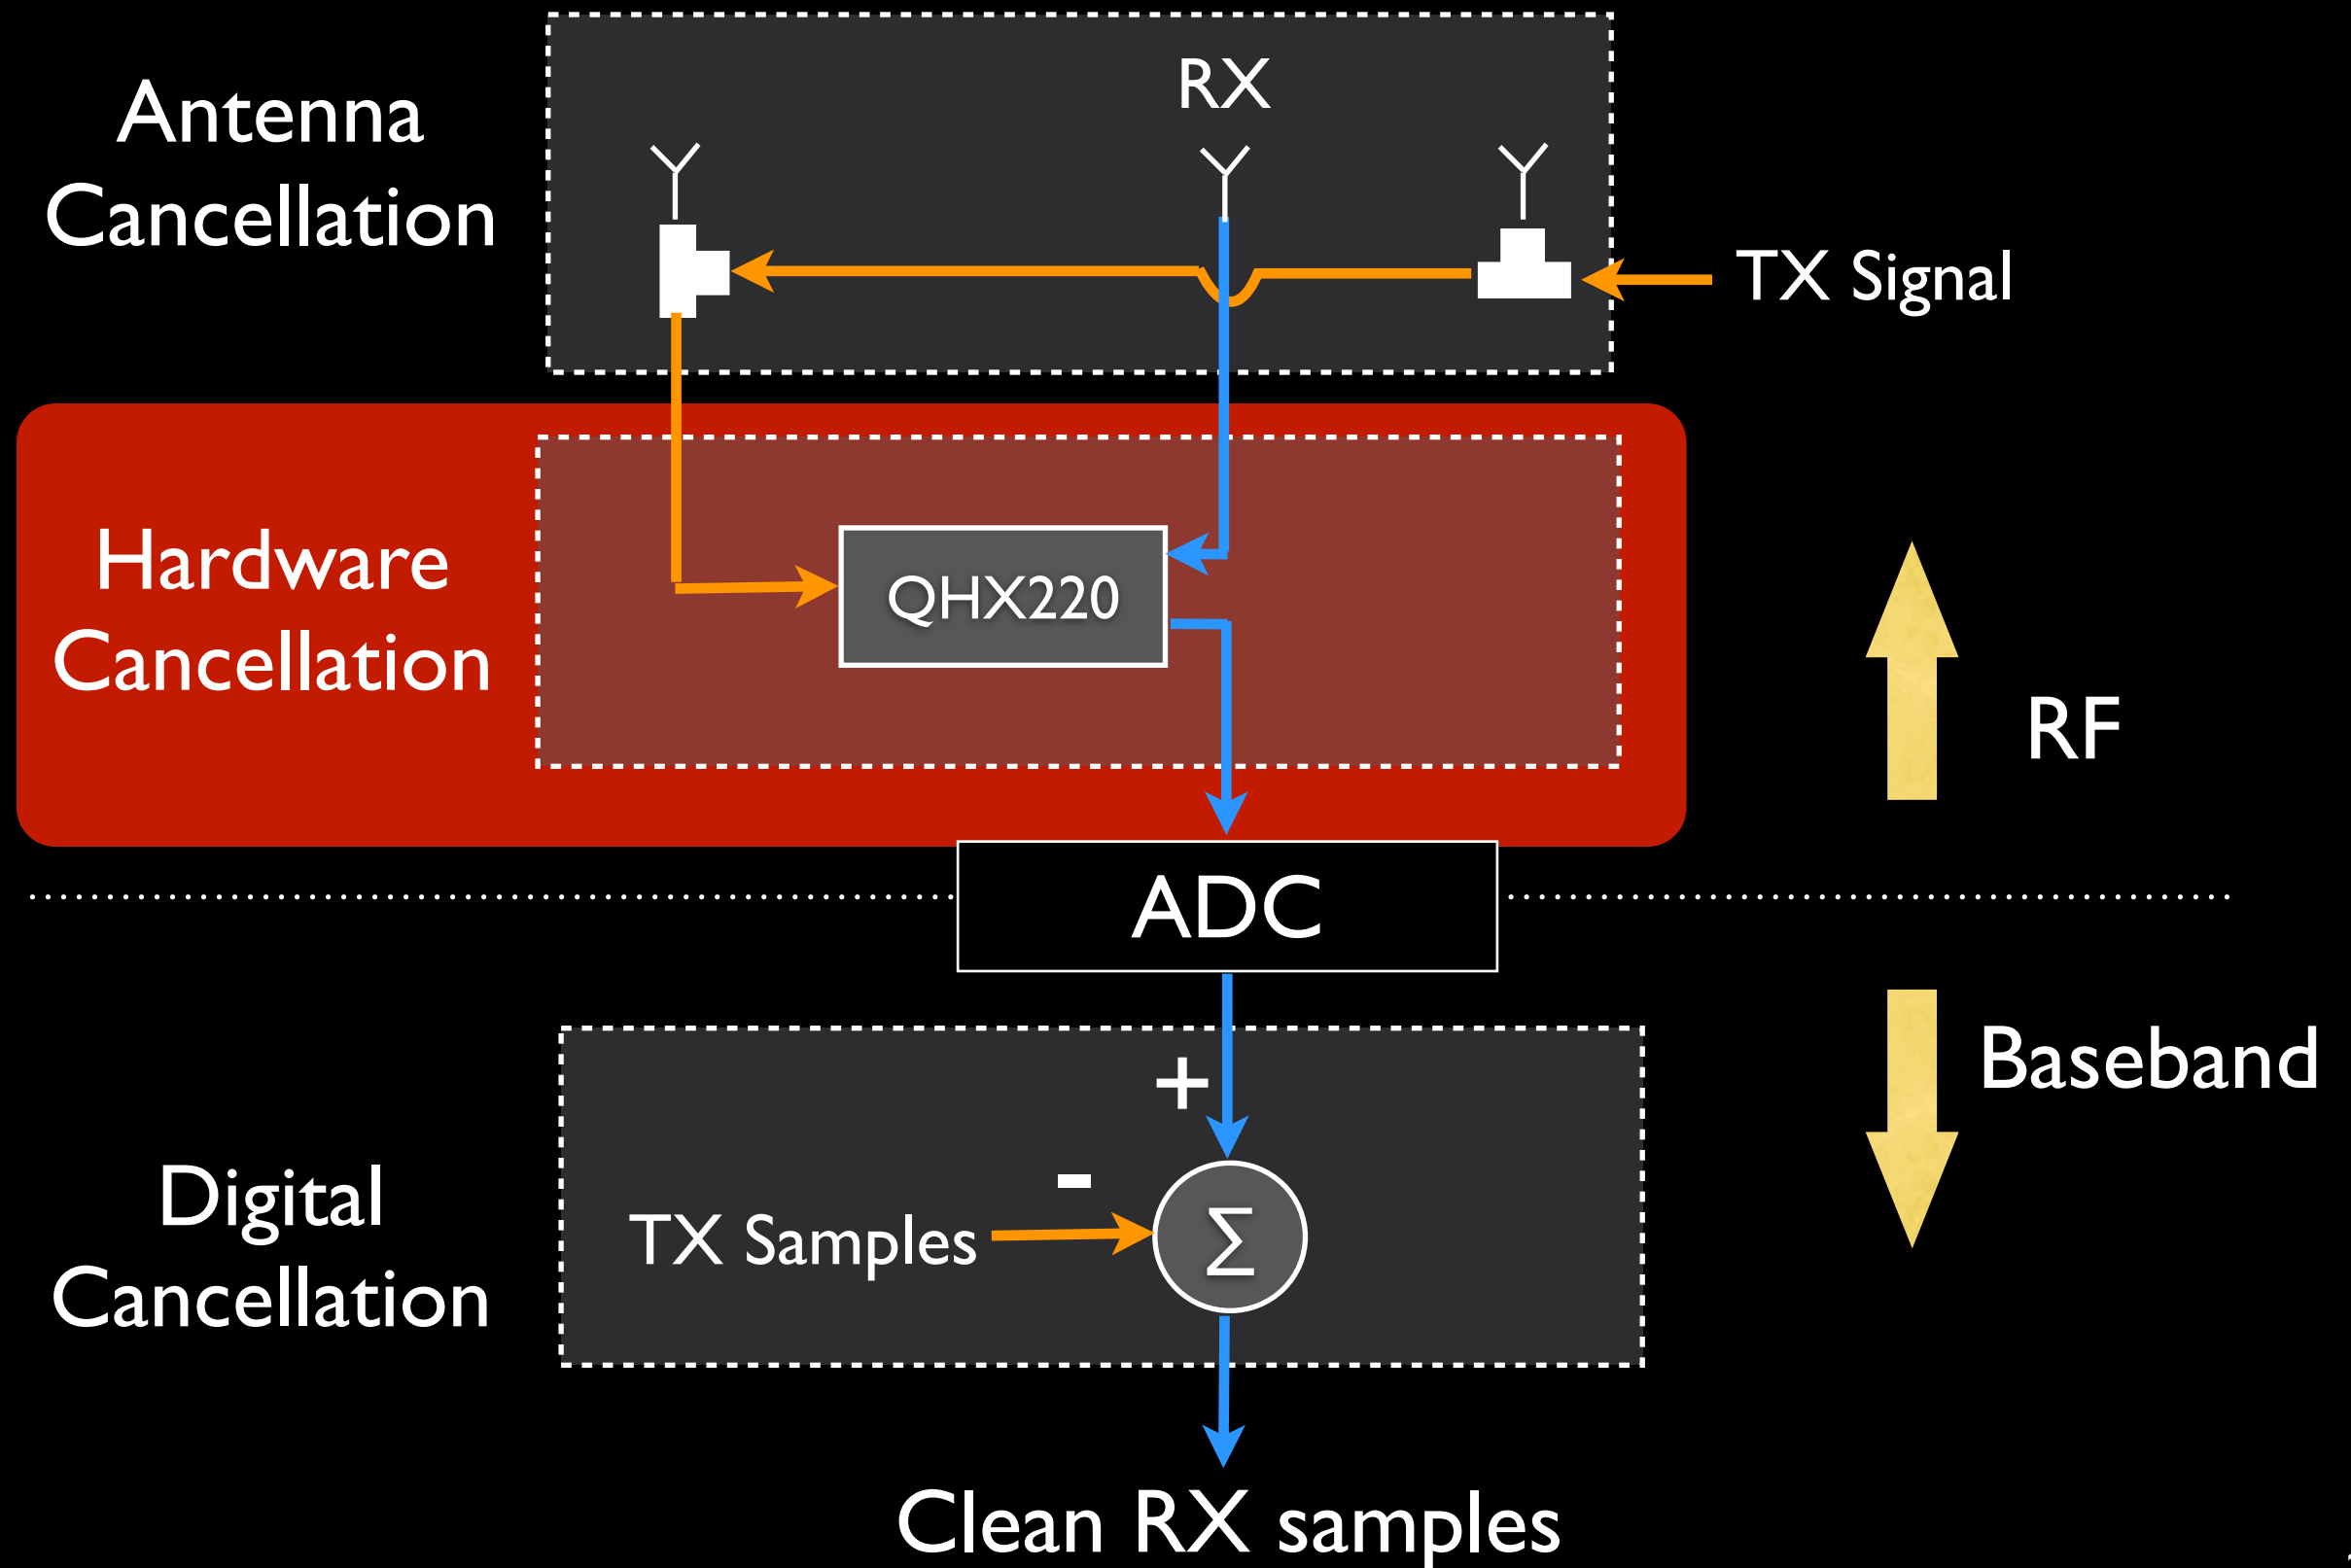 RX
Antenna
Cancellation
TX Signal
Hardware
Cancellation
QHX220
RF
ADC
Baseband
+
-
Digital
Cancellation
TX Samples
∑
Clean RX samples